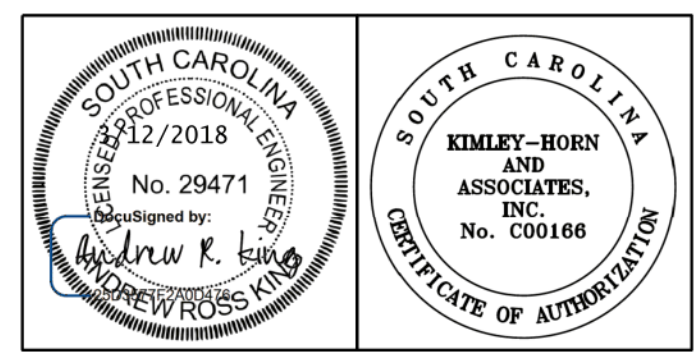 SOUTH CAROLINA
LICENSED PROFESSIONAL ENGINEER
3/12/2018
No. 29471
DocuSigned by:
Andrew R. King
ANDREW ROSS KING
SOUTH CAROLINA
KIMLEY-HORN
AND
ASSOCIATES,
INC.
No. C00166
CERTIFICATE OF AUTHORIZATION